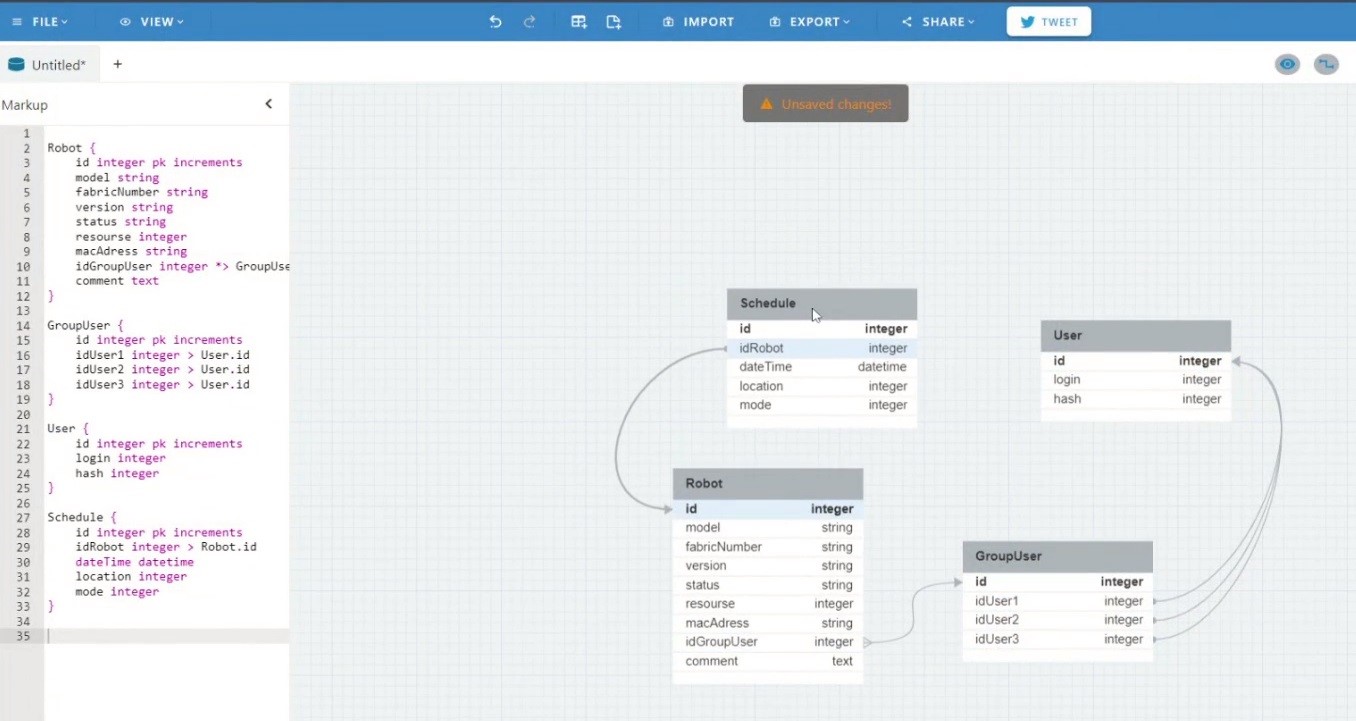 FILE VIEW IMPORT EXPORT SHARE TWEET
Untitled* +
Markup
Unsaved changes!
1
2 Robot {
3 id integer pk increments
4 model string
5 fabricNumber string
6 version string
7 status string
8 resourse integer
9 macAdress string
10 idGroupUser integer *> GroupUse
11 comment text
12 }
13
14 GroupUser {
15 id integer pk increments
16 idUser1 integer > User.id
17 idUser2 integer > User.id
18 idUser3 integer > User.id
19 }
20
21 User {
22 id integer pk increments
23 login integer
24 hash integer
25 }
26
27 Schedule {
28 id integer pk increments
29 idRobot integer > Robot.id
30 dateTime datetime
31 location integer
32 mode integer
33 }
34
35
Schedule
id integer
idRobot integer
dateTime datetime
location integer
mode integer
User
id integer
login integer
hash integer
Robot
id integer
model string
fabricNumber string
version string
status string
resourse integer
macAdress string
idGroupUser integer
comment text
GroupUser
id integer
idUser1 integer
idUser2 integer
idUser3 integer